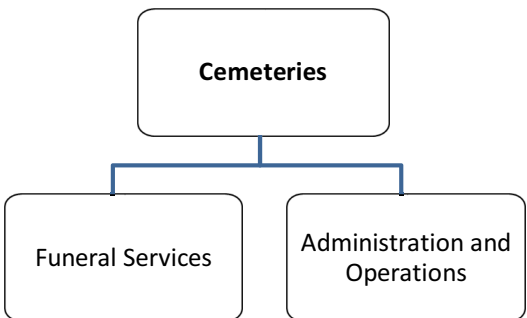 Cemeteries
Funeral Services
Administration and
Operations